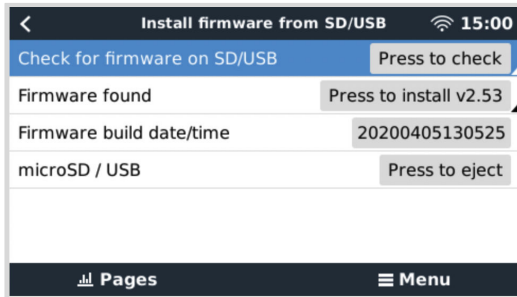 Install firmware from SD/USB 15:00
Check for firmware on SD/USB Press to check
Firmware found Press to install v2.53
Firmware build date/time 20200405130525
microSD / USB Press to eject
Pages Menu